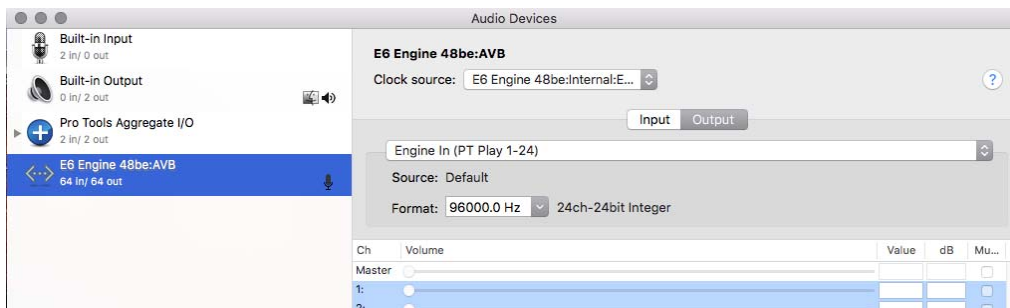 Audio Devices
Built-in Input
2 in/ 0 out
Built-in Output
0 in/ 2 out
Pro Tools Aggregate I/O
2 in/ 2 out
E6 Engine 48be:AVB
64 in/ 64 out
E6 Engine 48be:AVB
Clock source: E6 Engine 48be:Internal:E... ?
Input Output
Engine In (PT Play 1-24)
Source: Default
Format: 96000.0 Hz 24ch-24bit Integer
Ch Volume Value dB Mu...
Master
1:
2: